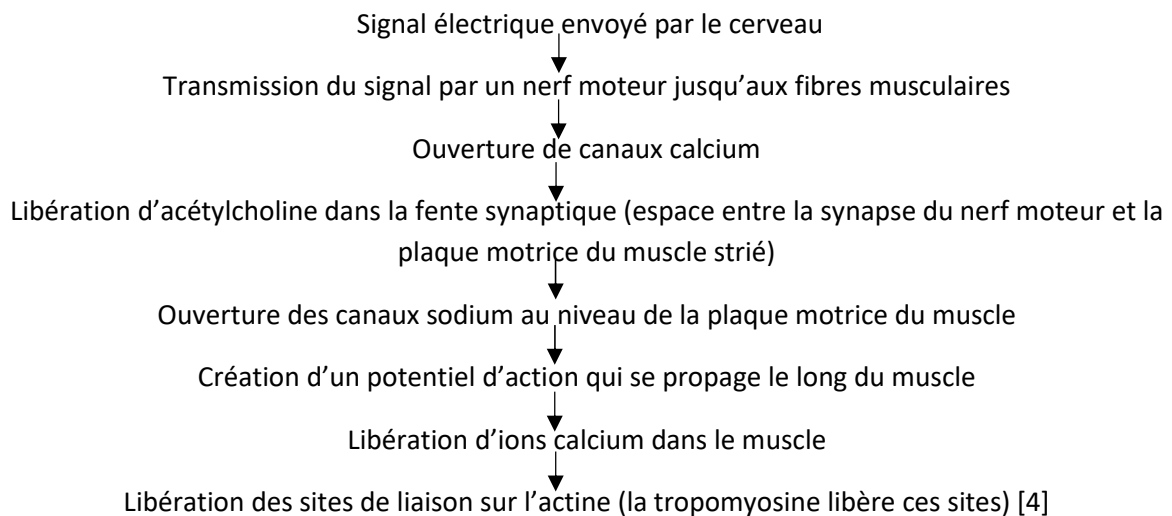 Signal électrique envoyé par le cerveau
Transmission du signal par un nerf moteur jusqu’aux fibres musculaires
Ouverture de canaux calcium
Libération d’acétylcholine dans la fente synaptique (espace entre la synapse du nerf moteur et la
plaque motrice du muscle strié)
Ouverture des canaux sodium au niveau de la plaque motrice du muscle
Création d’un potentiel d’action qui se propage le long du muscle
Libération d’ions calcium dans le muscle
Libération des sites de liaison sur l’actine (la tropomyosine libère ces sites) [4]